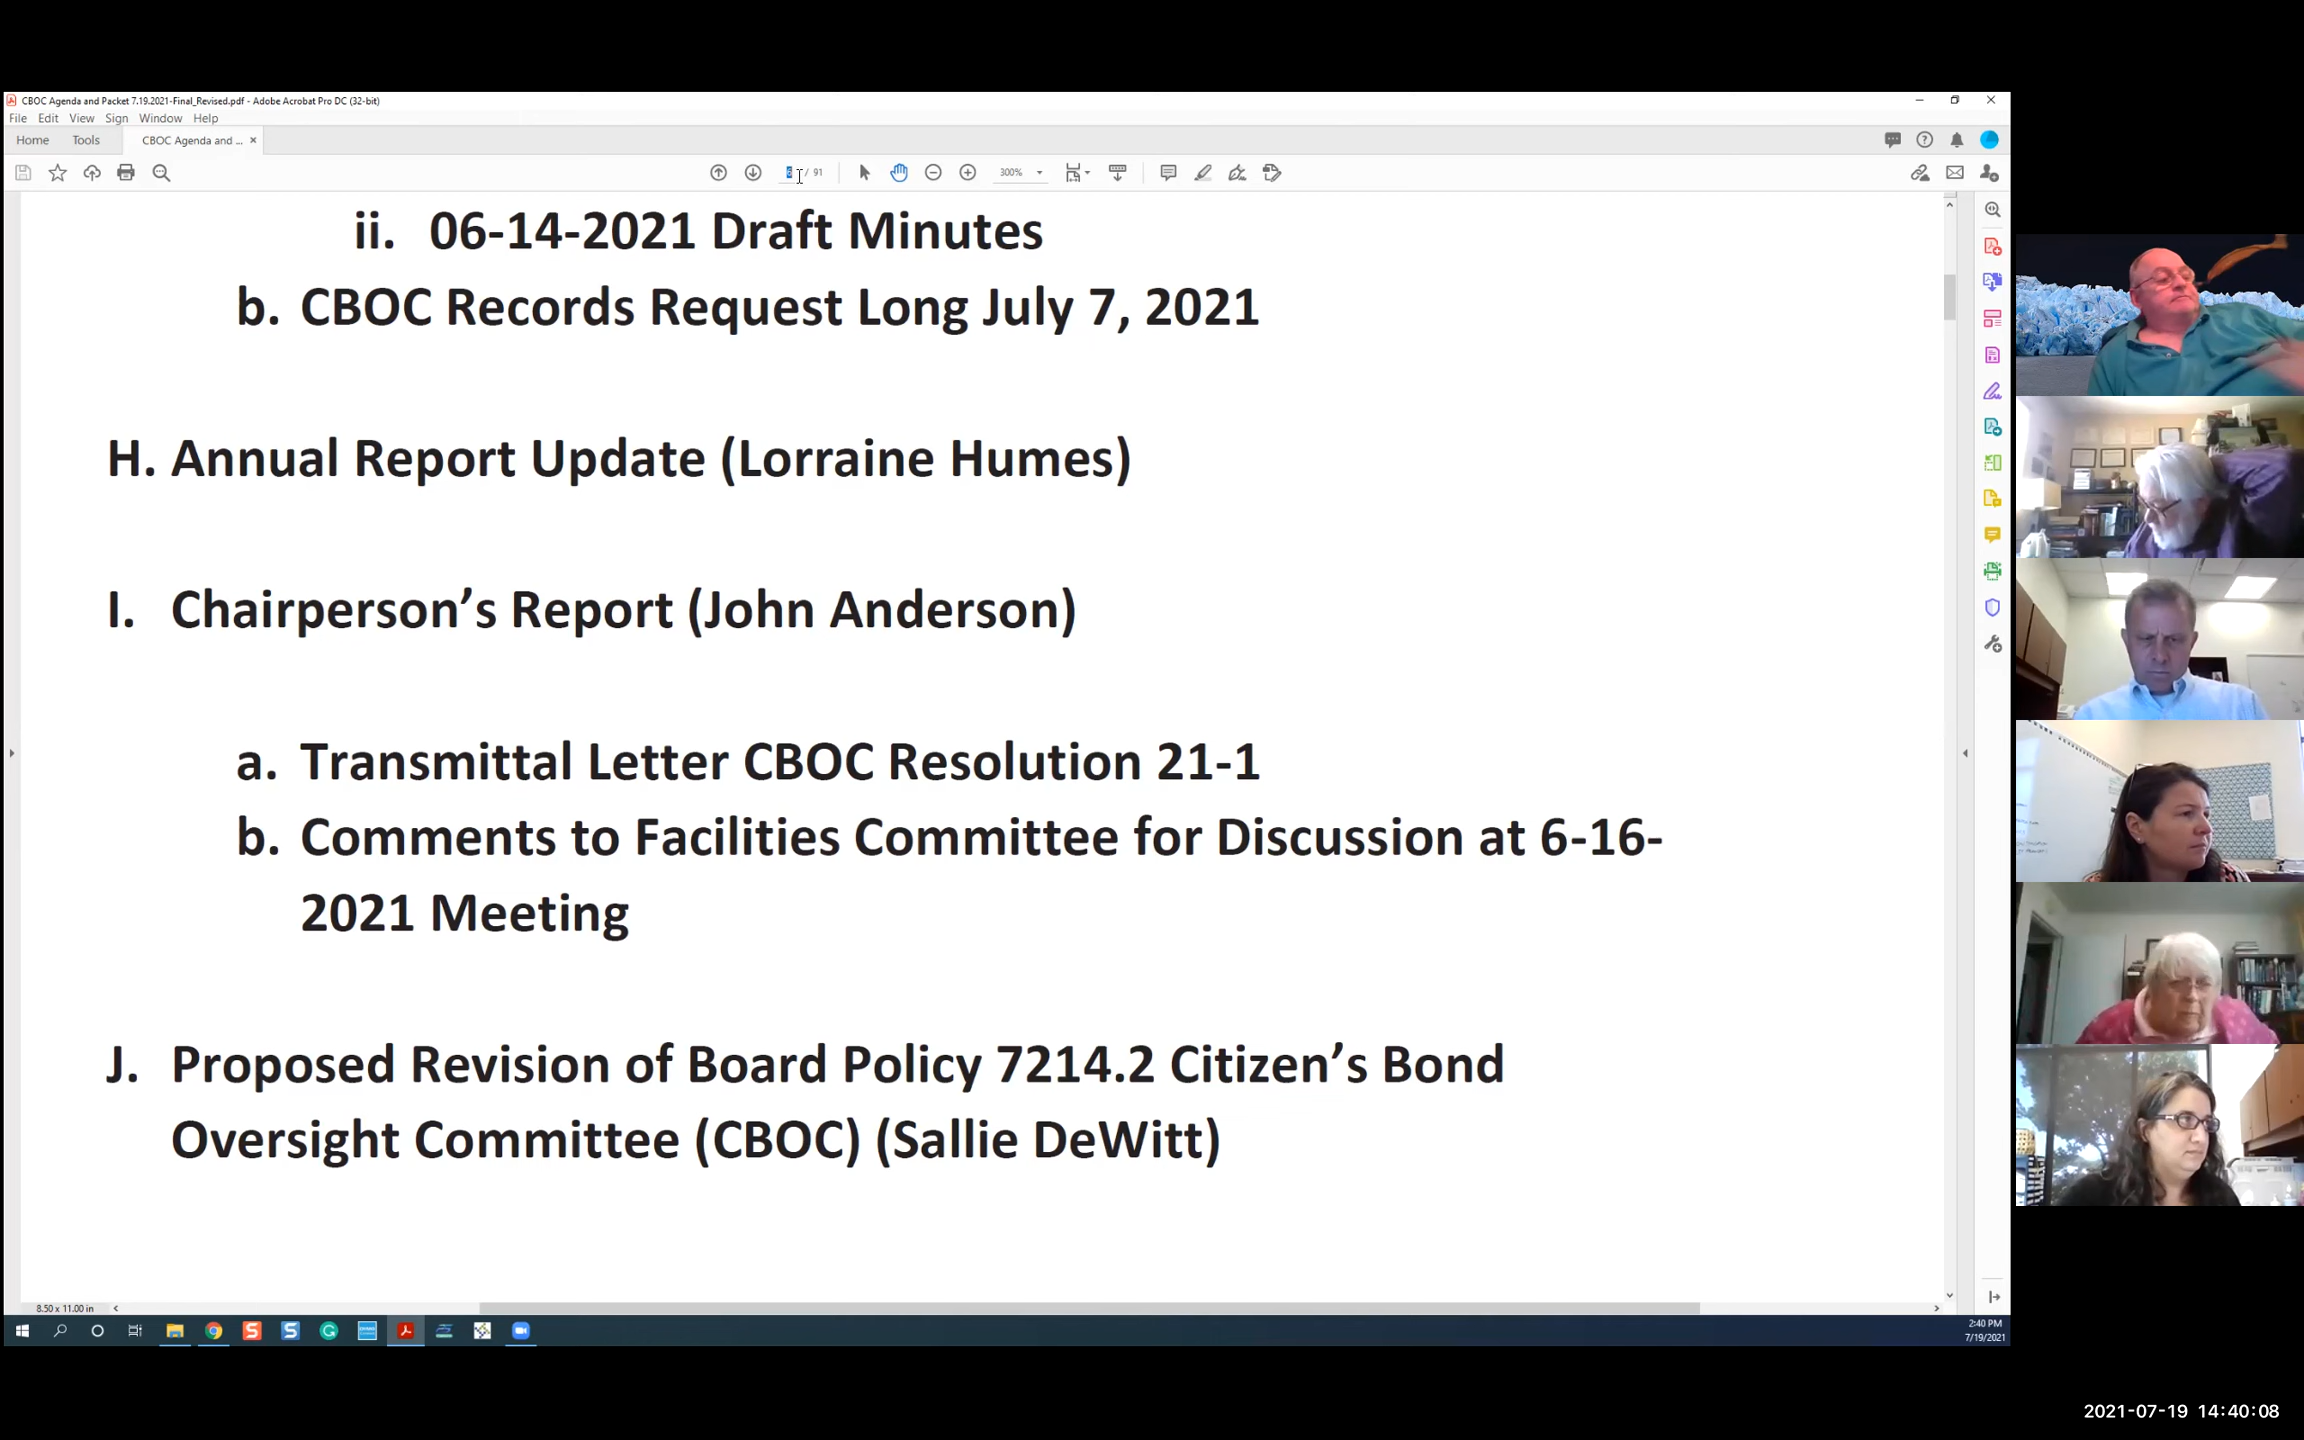 CBOC Agenda and Packet 7.19.2021-Final_Revised.pdf - Adobe Acrobat Pro DC (32-bit)
File Edit View Sign Window Help
Home Tools CBOC Agenda and ... ×
/ 91 300%
ii. 06-14-2021 Draft Minutes
b. CBOC Records Request Long July 7, 2021
H. Annual Report Update (Lorraine Humes)
I. Chairperson’s Report (John Anderson)
a. Transmittal Letter CBOC Resolution 21-1
b. Comments to Facilities Committee for Discussion at 6-16-
2021 Meeting
J. Proposed Revision of Board Policy 7214.2 Citizen’s Bond
Oversight Committee (CBOC) (Sallie DeWitt)
8.50 x 11.00 in
2:40 PM
7/19/2021
2021-07-19 14:40:08